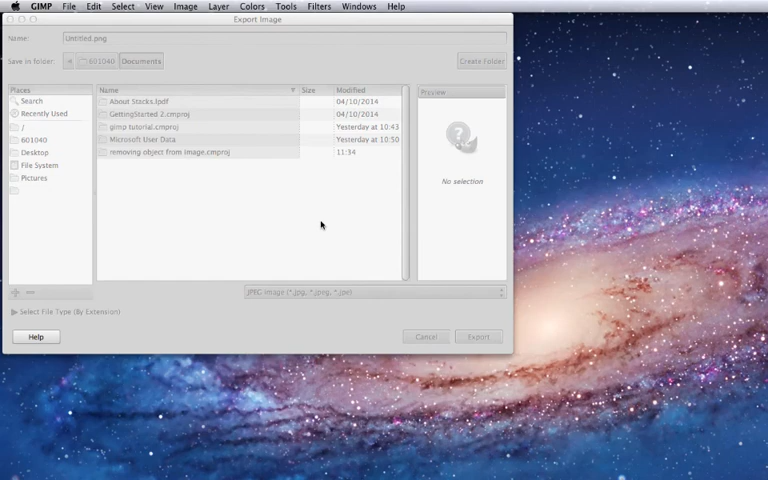 GIMP File Edit Select View Image Layer Colors Tools Filters Windows Help
Export Image
Name: Untitled.png
Save in folder: 601040 Documents Create Folder
Places Name Size Modified Preview
Search About Stacks.lpdf 04/10/2014
Recently Used GettingStarted 2.cmproj 04/10/2014
/ gimp tutorial.cmproj Yesterday at 10:43
601040 Microsoft User Data Yesterday at 10:50
Desktop removing object from image.cmproj 11:34
File System
Pictures
No selection
JPEG image (*.jpg, *.jpeg, *.jpe)
Select File Type (By Extension)
Help Cancel Export